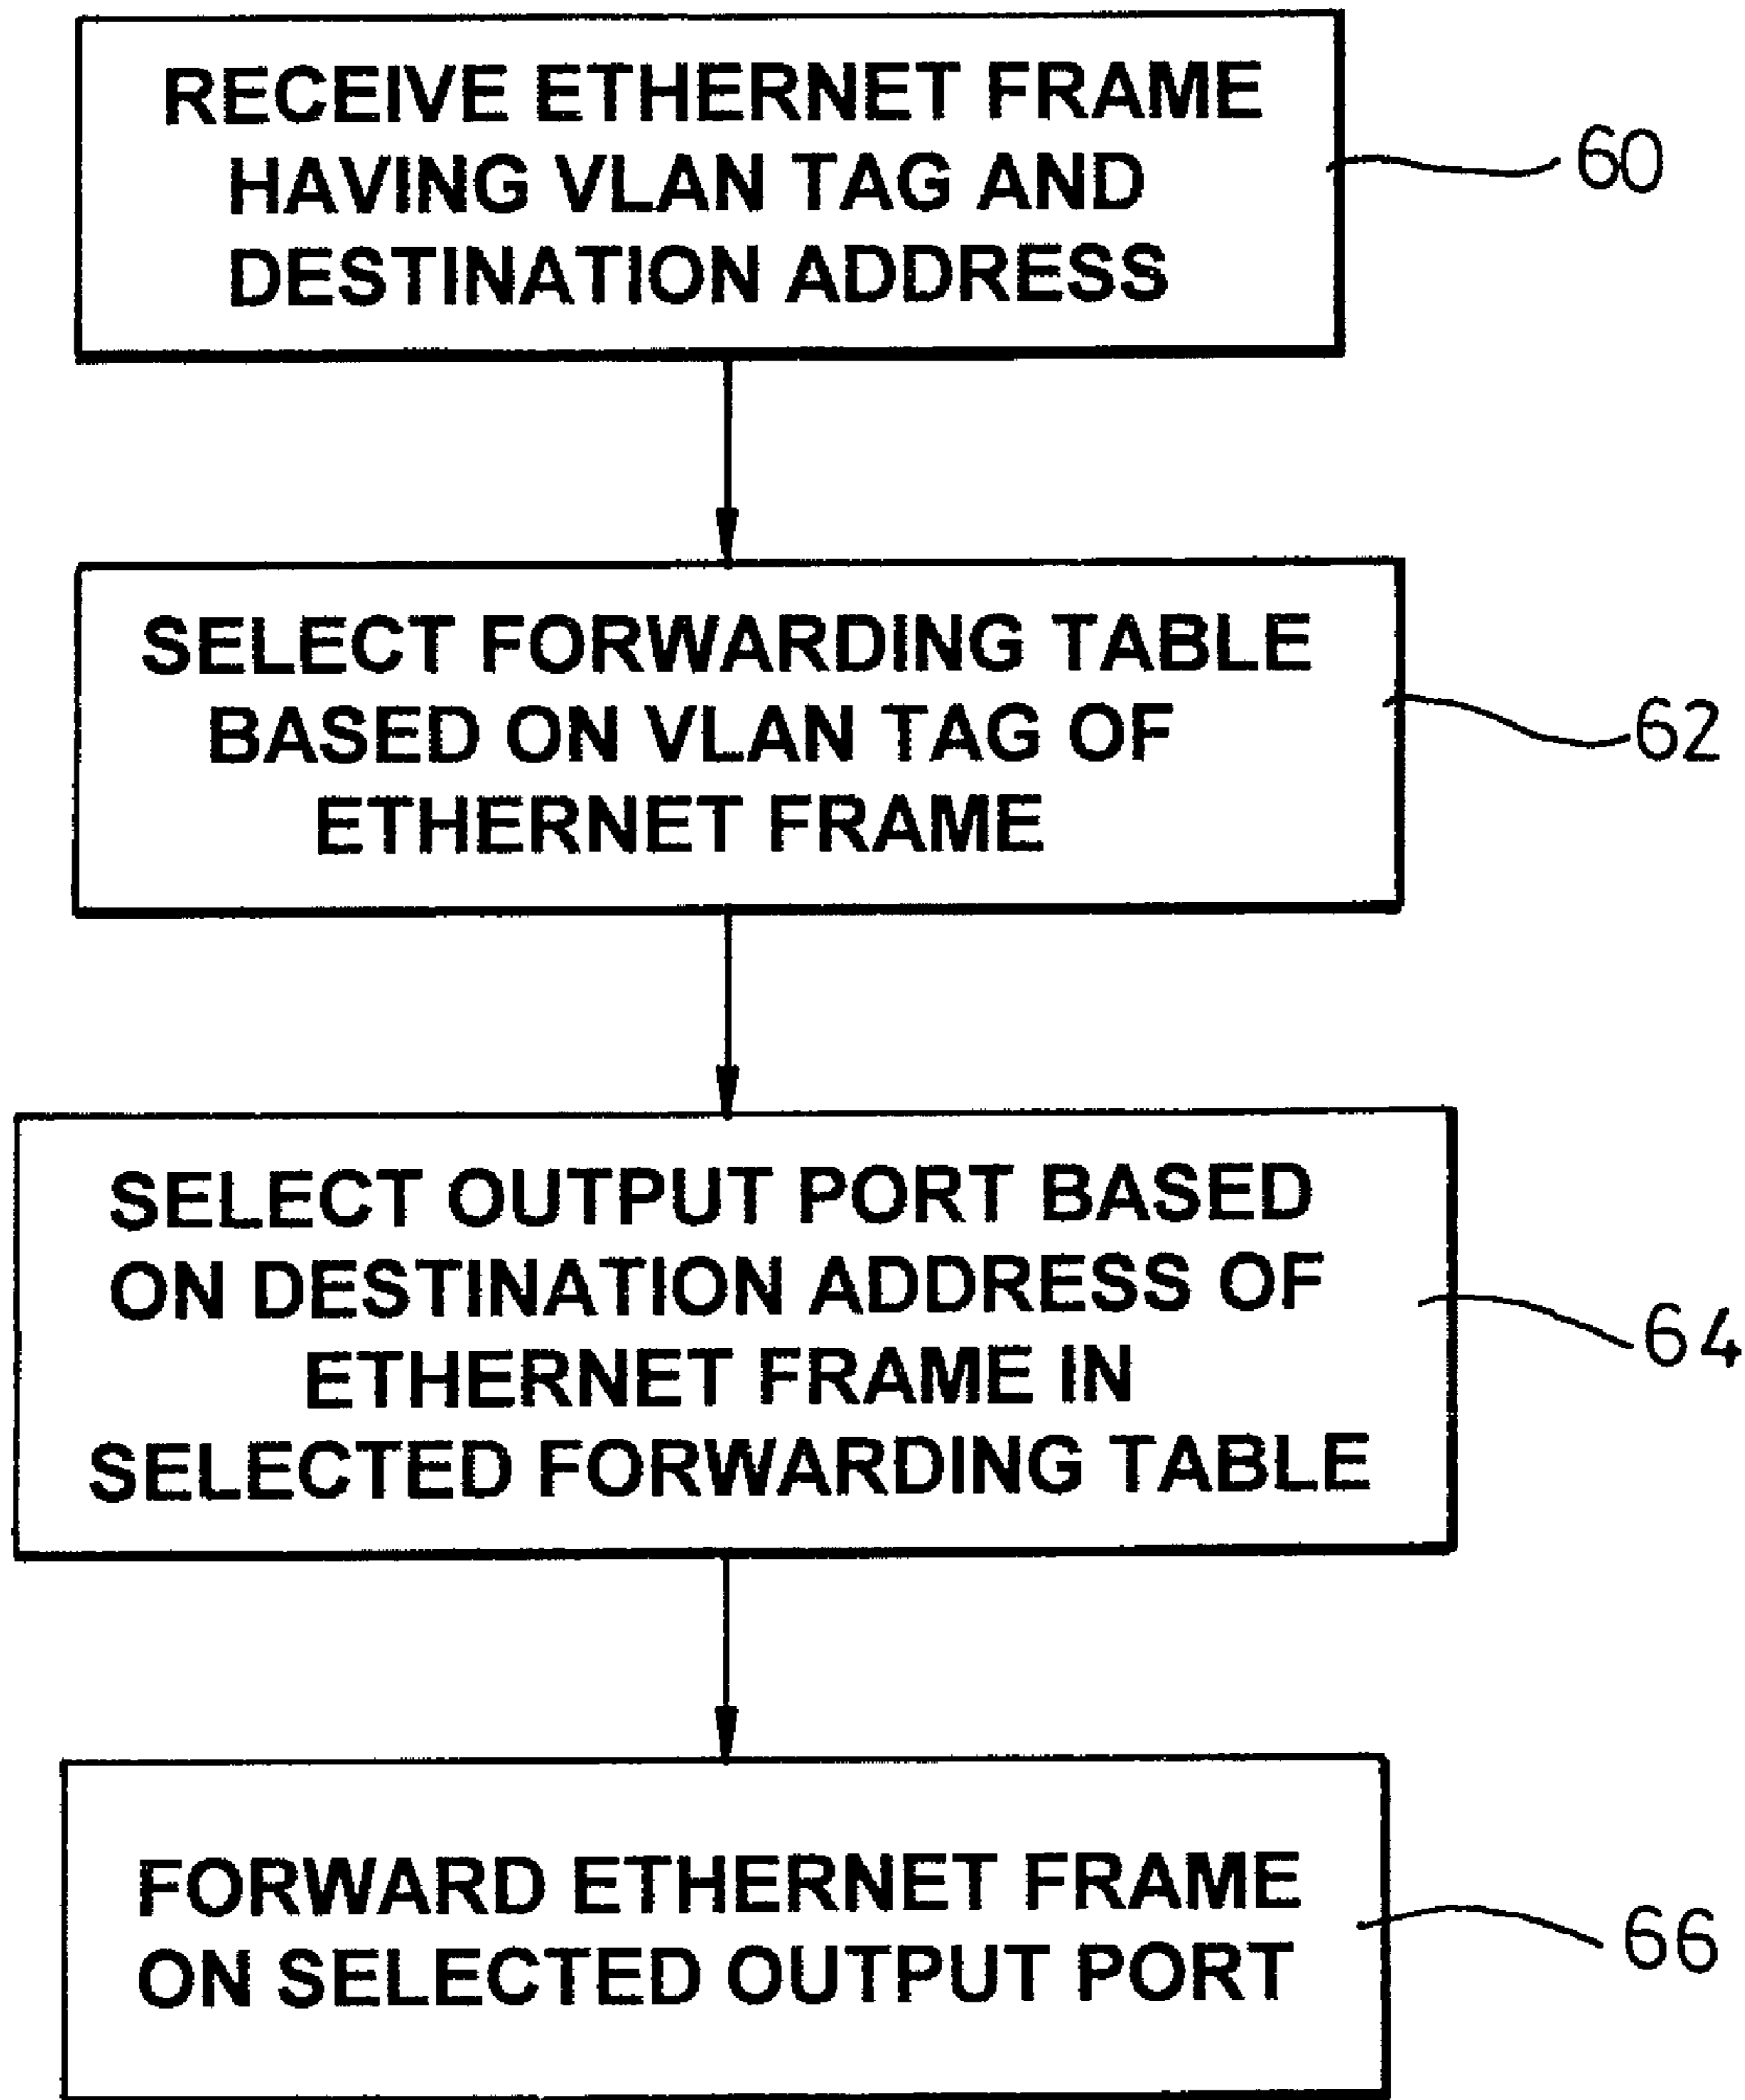 RECEIVE ETHERNET FRAME
HAVING VLAN TAG AND
DESTINATION ADDRESS
60
SELECT FORWARDING TABLE
BASED ON VLAN TAG OF
ETHERNET FRAME
62
SELECT OUTPUT PORT BASED
ON DESTINATION ADDRESS OF
ETHERNET FRAME IN
SELECTED FORWARDING TABLE
64
FORWARD ETHERNET FRAME
ON SELECTED OUTPUT PORT
66